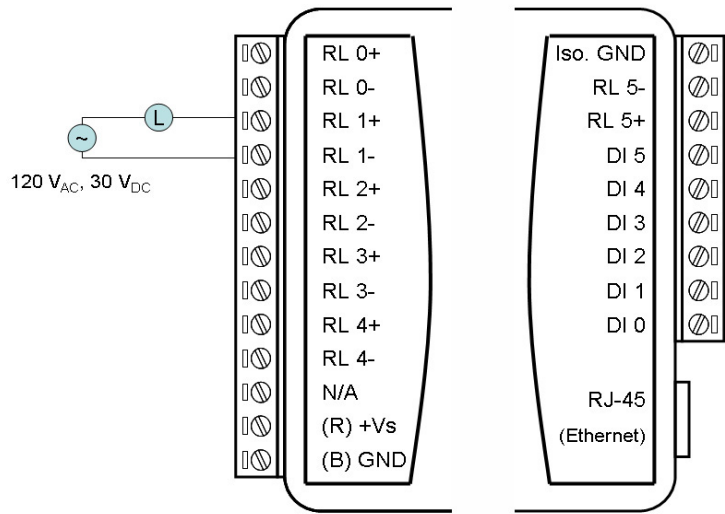 RL 0+
RL 0-
RL 1+
RL 1-
RL 2+
RL 2-
RL 3+
RL 3-
RL 4+
RL 4-
N/A
(R) +Vs
(B) GND
L
~
120 VAC, 30 VDC
Iso. GND
RL 5-
RL 5+
DI 5
DI 4
DI 3
DI 2
DI 1
DI 0
RJ-45
(Ethernet)